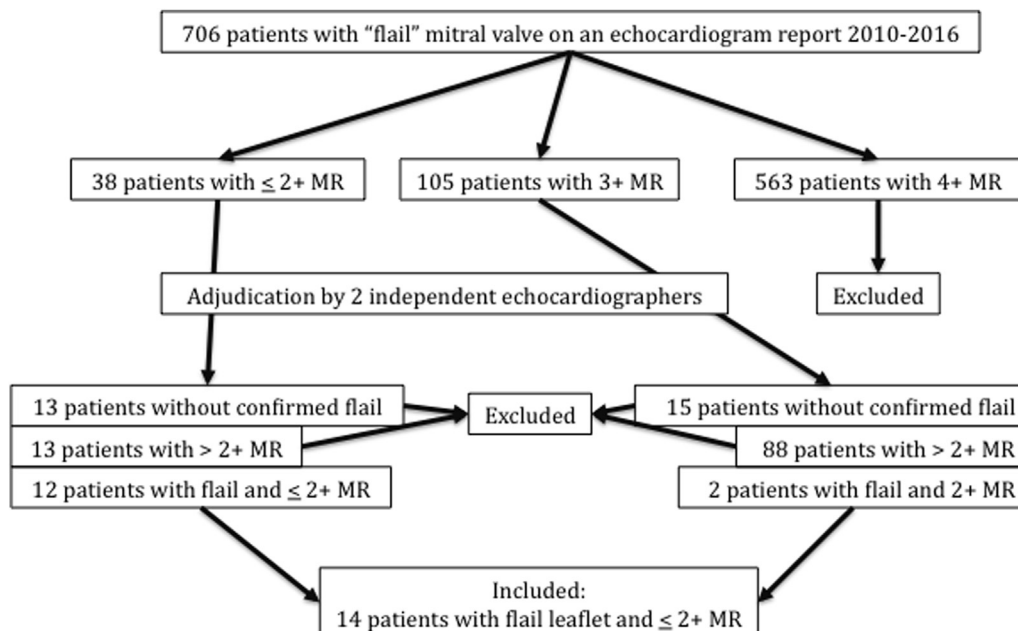 706 patients with “flail” mitral valve on an echocardiogram report 2010-2016
38 patients with ≤ 2+ MR
105 patients with 3+ MR
563 patients with 4+ MR
Adjudication by 2 independent echocardiographers
Excluded
13 patients without confirmed flail
13 patients with > 2+ MR
12 patients with flail and ≤ 2+ MR
Excluded
15 patients without confirmed flail
88 patients with > 2+ MR
2 patients with flail and 2+ MR
Included:
14 patients with flail leaflet and ≤ 2+ MR